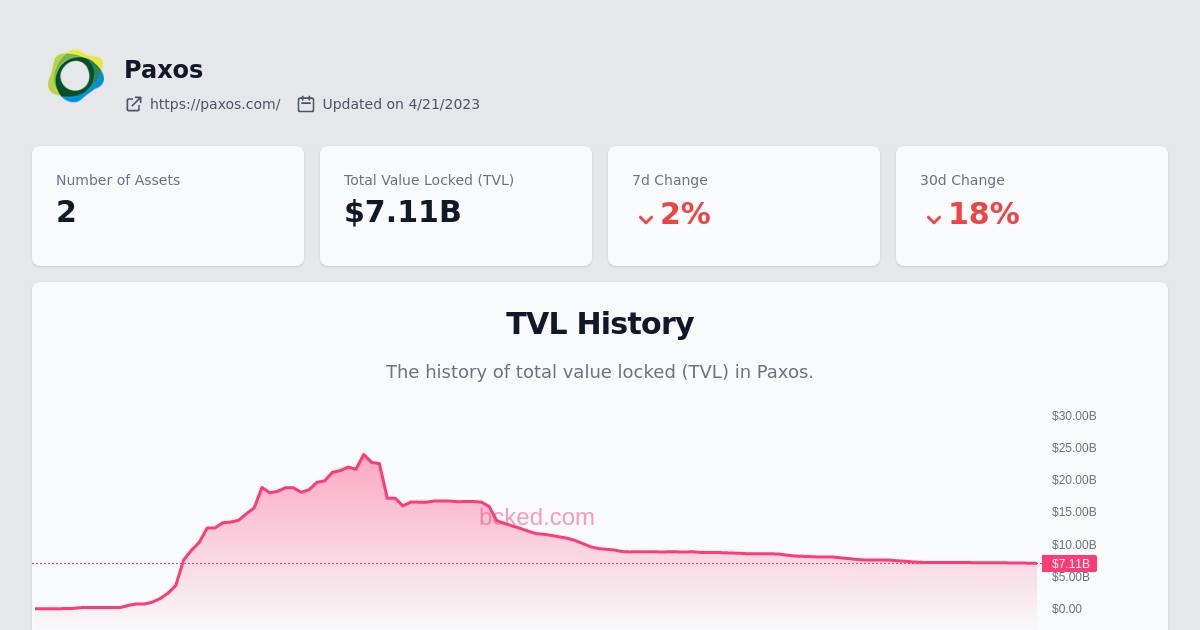 Paxos
https://paxos.com/ Updated on 4/21/2023
Number of Assets
2
Total Value Locked (TVL)
$7.11B
7d Change
2%
30d Change
18%
TVL History
The history of total value locked (TVL) in Paxos.
$30.00B
$25.00B
$20.00B
$15.00B
bcked.com
$10.00B
$7.11B
$5.00B
$0.00